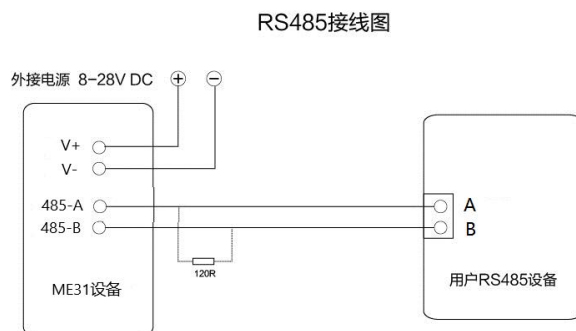 RS485接线图
外接电源 8-28V DC + −
V+
V-
485-A
485-B
120R
ME31设备
A
B
用户RS485设备